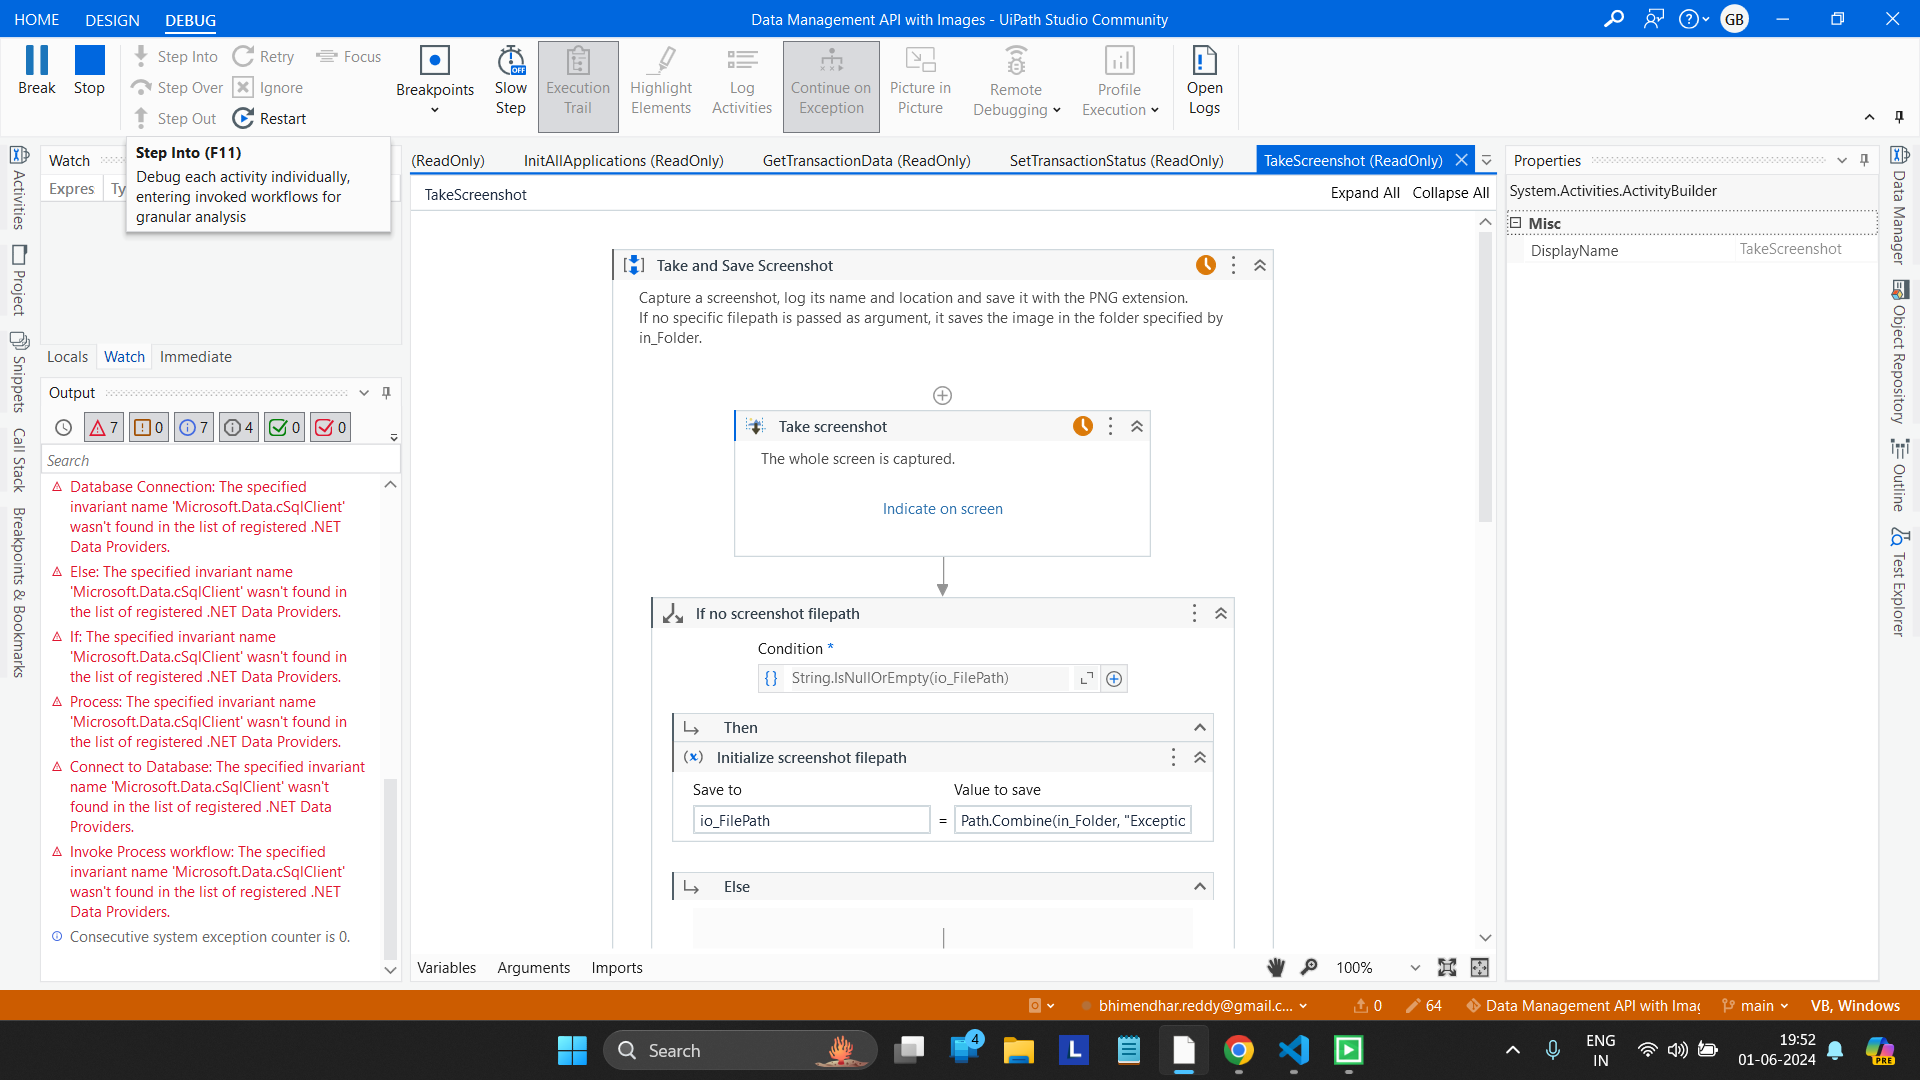 HOME DESIGN DEBUG
Data Management API with Images - UiPath Studio Community
GB
Break
Stop
Step Into
Step Over
Step Out
Retry
Ignore
Restart
Focus
Breakpoints
OFF
Slow
Step
Execution
Trail
Highlight
Elements
Log
Activities
Continue on
Exception
Picture in
Picture
Remote
Debugging
Profile
Execution
Open
Logs
Step Into (F11)
Debug each activity individually,
entering invoked workflows for
granular analysis
Activities
Project
Snippets
Call Stack
Breakpoints & Bookmarks
Watch
Expres
Ty
Locals Watch Immediate
Output
7 0 7 4 0 0
Search
Database Connection: The specified
invariant name 'Microsoft.Data.cSqlClient'
wasn't found in the list of registered .NET
Data Providers.
Else: The specified invariant name
'Microsoft.Data.cSqlClient' wasn't found in
the list of registered .NET Data Providers.
If: The specified invariant name
'Microsoft.Data.cSqlClient' wasn't found in
the list of registered .NET Data Providers.
Process: The specified invariant name
'Microsoft.Data.cSqlClient' wasn't found in
the list of registered .NET Data Providers.
Connect to Database: The specified invariant
name 'Microsoft.Data.cSqlClient' wasn't
found in the list of registered .NET Data
Providers.
Invoke Process workflow: The specified
invariant name 'Microsoft.Data.cSqlClient'
wasn't found in the list of registered .NET
Data Providers.
Consecutive system exception counter is 0.
(ReadOnly) InitAllApplications (ReadOnly) GetTransactionData (ReadOnly) SetTransactionStatus (ReadOnly) TakeScreenshot (ReadOnly)
TakeScreenshot
Expand All Collapse All
Take and Save Screenshot
Capture a screenshot, log its name and location and save it with the PNG extension.
If no specific filepath is passed as argument, it saves the image in the folder specified by
in_Folder.
Take screenshot
The whole screen is captured.
Indicate on screen
If no screenshot filepath
Condition *
String.IsNullOrEmpty(io_FilePath)
Then
Initialize screenshot filepath
Save to Value to save
io_FilePath = Path.Combine(in_Folder, "Exceptic
Else
Variables Arguments Imports
100%
Properties
System.Activities.ActivityBuilder
Misc
DisplayName TakeScreenshot
Data Manager
Object Repository
Outline
Test Explorer
bhimendhar.reddy@gmail.c... 0 64 Data Management API with Imag main VB, Windows
Search
4
L
ENG
IN
19:52
01-06-2024
PRE